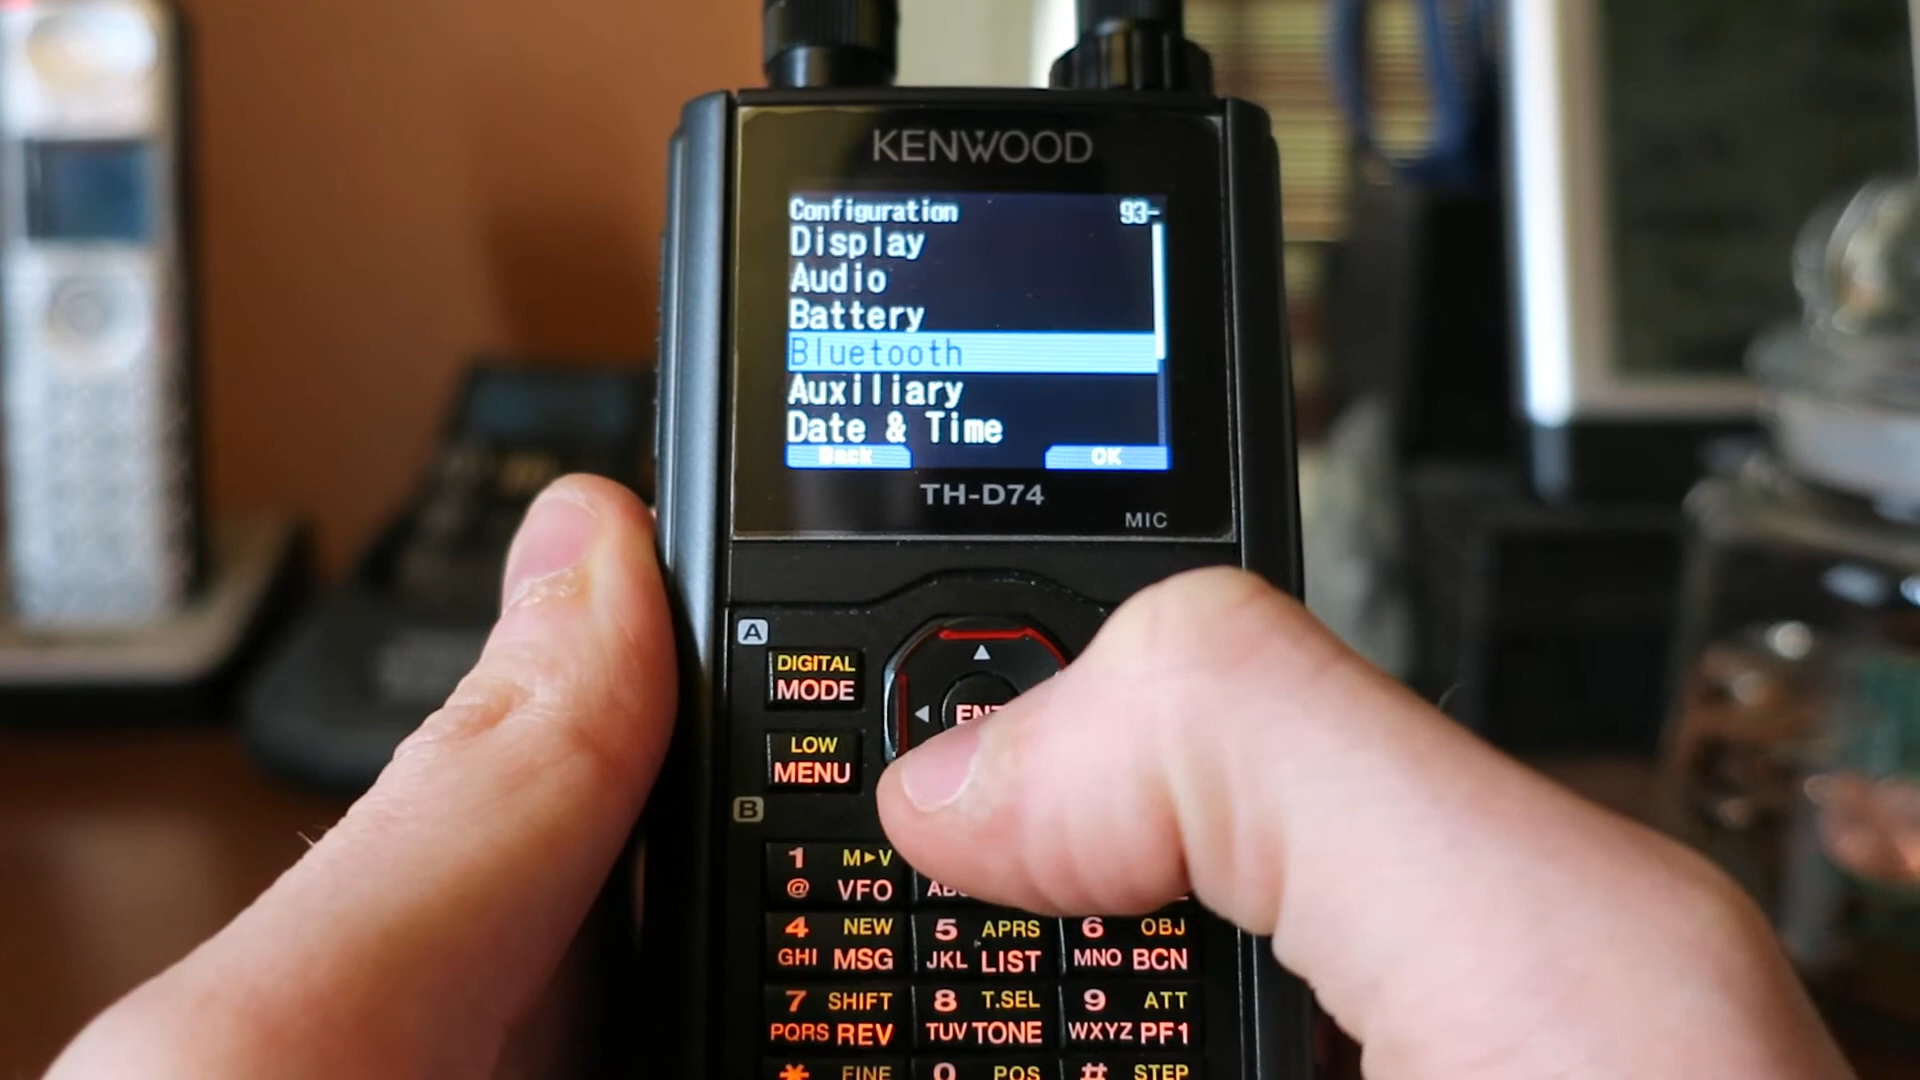 KENWOOD
Configuration 93-
Display
Audio
Battery
Bluetooth
Auxiliary
Date & Time
Back OK
TH-D74
MIC
A
DIGITAL
MODE
LOW
MENU
B
1 M►V
@ VFO
4 NEW 5 APRS 6 OBJ
GHI MSG JKL LIST MNO BCN
7 SHIFT 8 T.SEL 9 ATT
PQRS REV TUV TONE WXYZ PF1
* FINE 0 POS # STEP